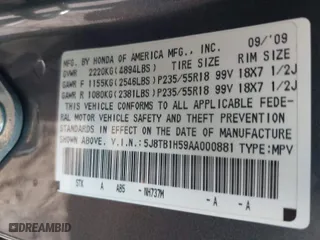 MFG. BY HONDA OF AMERICA MFG., INC. 09/'09
GVWR 2220KG(4894LBS) TIRE SIZE RIM SIZE
GAWR F 1155KG(2546LBS)P235/55R18 99V 18X7 1/2J
GAWR R 1080KG(2381LBS)P235/55R18 99V 18X7 1/2J
THIS VEHICLE CONFORMS TO ALL APPLICABLE FEDE-
RAL MOTOR VEHICLE SAFETY AND THEFT PREVENTION
STANDARDS IN EFFECT ON THE DATE OF MANUFACTURE
SHOWN ABOVE. V.I.N.:5J8TB1H59AA000881 TYPE:MPV
STK A ABS - NH737M
DREAMBID